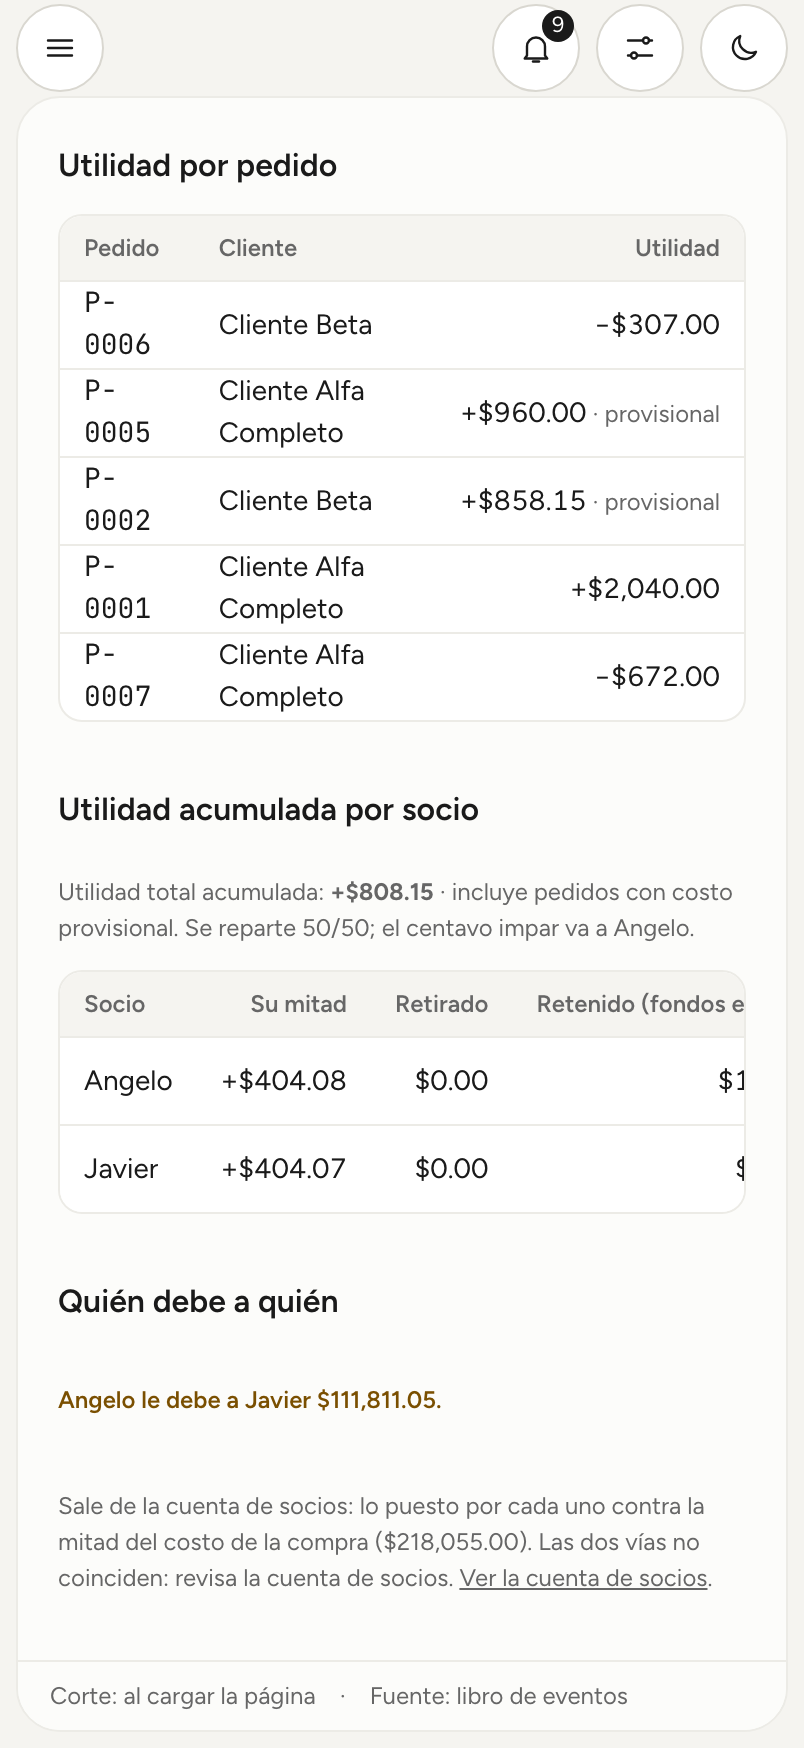 9
Utilidad por pedido
Pedido Cliente Utilidad
P-
0006 Cliente Beta −$307.00
P-
0005 Cliente Alfa
Completo +$960.00 · provisional
P-
0002 Cliente Beta +$858.15 · provisional
P-
0001 Cliente Alfa
Completo +$2,040.00
P-
0007 Cliente Alfa
Completo −$672.00
Utilidad acumulada por socio
Utilidad total acumulada: +$808.15 · incluye pedidos con costo
provisional. Se reparte 50/50; el centavo impar va a Angelo.
Socio Su mitad Retirado Retenido (fondos e
Angelo +$404.08 $0.00 $1
Javier +$404.07 $0.00 $
Quién debe a quién
Angelo le debe a Javier $111,811.05.
Sale de la cuenta de socios: lo puesto por cada uno contra la
mitad del costo de la compra ($218,055.00). Las dos vías no
coinciden: revisa la cuenta de socios. Ver la cuenta de socios.
Corte: al cargar la página · Fuente: libro de eventos